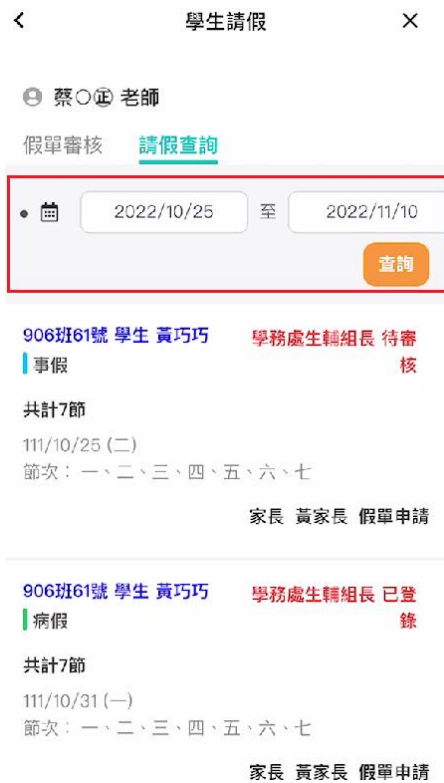 學生請假
蔡○正 老師
假單審核 請假查詢
2022/10/25 至 2022/11/10
查詢
906班61號 學生 黃巧巧 學務處生輔組長 待審
事假 核
共計7節
111/10/25 (二)
節次：一、二、三、四、五、六、七
家長 黃家長 假單申請
906班61號 學生 黃巧巧 學務處生輔組長 已登
病假 錄
共計7節
111/10/31 (一)
節次：一、二、三、四、五、六、七
家長 黃家長 假單申請